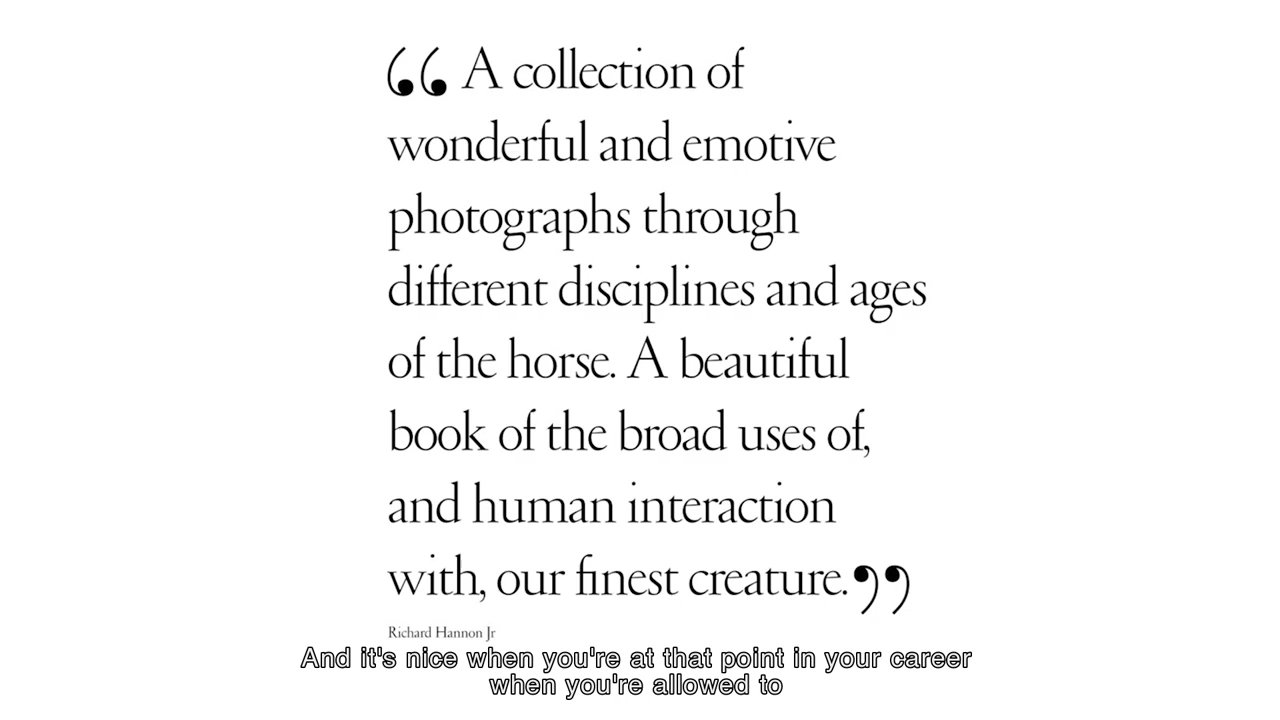 “ A collection of
wonderful and emotive
photographs through
different disciplines and ages
of the horse. A beautiful
book of the broad uses of,
and human interaction
with, our finest creature.”
Richard Hannon Jr
And it's nice when you're at that point in your career
when you're allowed to